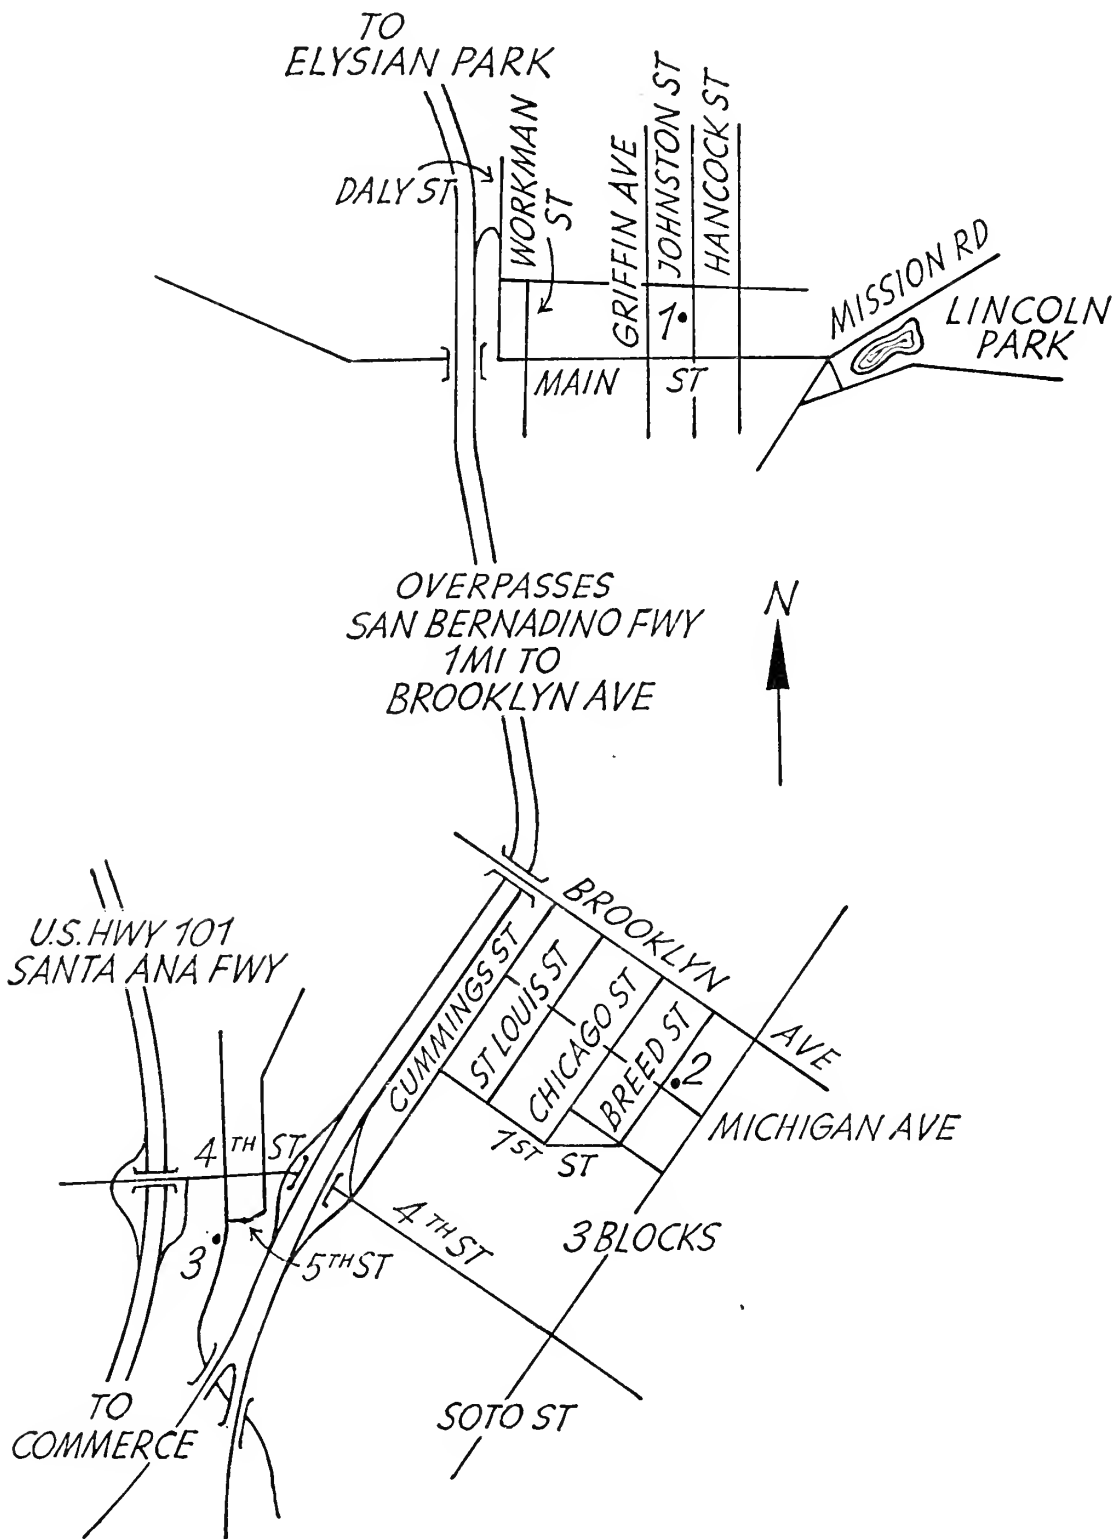 TO
ELYSIAN PARK
DALY ST
WORKMAN
ST
GRIFFIN AVE
JOHNSTON ST
HANCOCK ST
MISSION RD
LINCOLN
PARK
1
MAIN ST
OVERPASSES
SAN BERNADINO FWY
1MI TO
BROOKLYN AVE
N
BROOKLYN AVE
U.S. HWY 101
SANTA ANA FWY
CUMMINGS ST
ST LOUIS ST
CHICAGO ST
BREED ST
2
MICHIGAN AVE
1ST ST
4TH ST
4TH ST
3 BLOCKS
3
5TH ST
TO
COMMERCE
SOTO ST